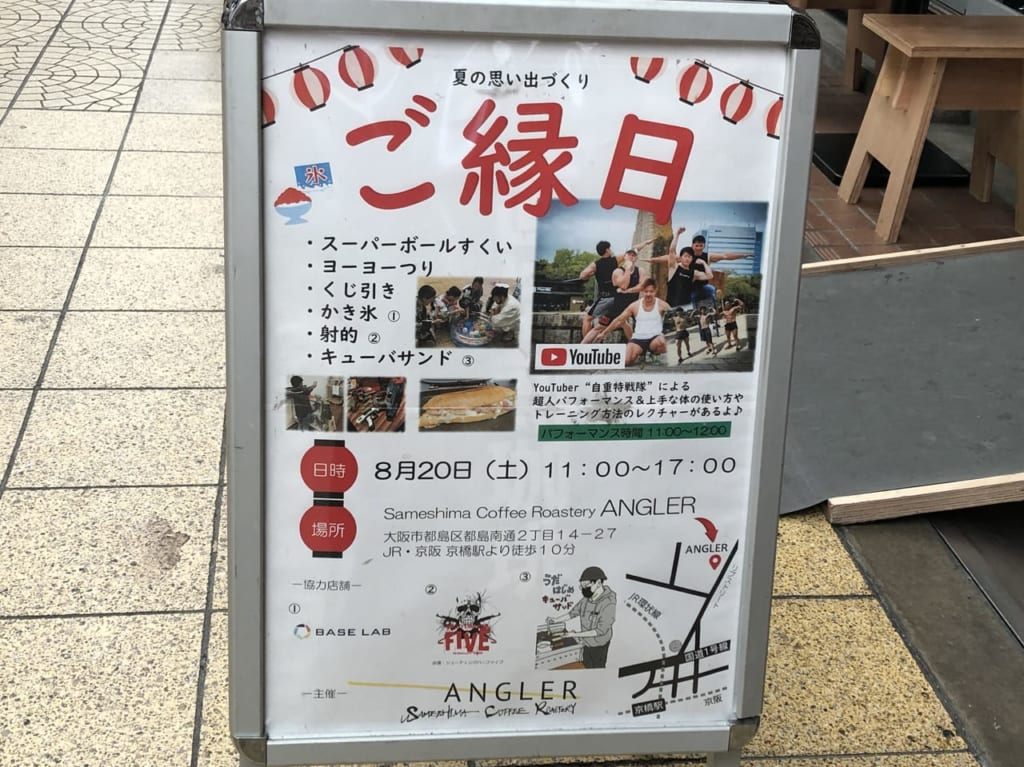 夏の思い出づくり
ご縁日
氷
・スーパーボールすくい
・ヨーヨーつり
・くじ引き
・かき氷 ①
・射的 ②
・キューバサンド ③
YouTube
YouTuber “自重特戦隊” による
超人パフォーマンス＆上手な体の使い方や
トレーニング方法のレクチャーがあるよ♪
パフォーマンス時間 11:00〜12:00
日時
8月20日（土）11：00〜17：00
場所
Sameshima Coffee Roastery ANGLER
大阪市都島区都島南通2丁目14－27
JR・京阪 京橋駅より徒歩10分
ー協力店舗ー
①
BASE LAB
②
FIVE
③
うだ
はじめ
キューバ
サンド
ANGLER
JR環状線
国道1号線
京橋駅
京阪
ー主催ー
ANGLER
SAMESHIMA COFFEE ROASTERY